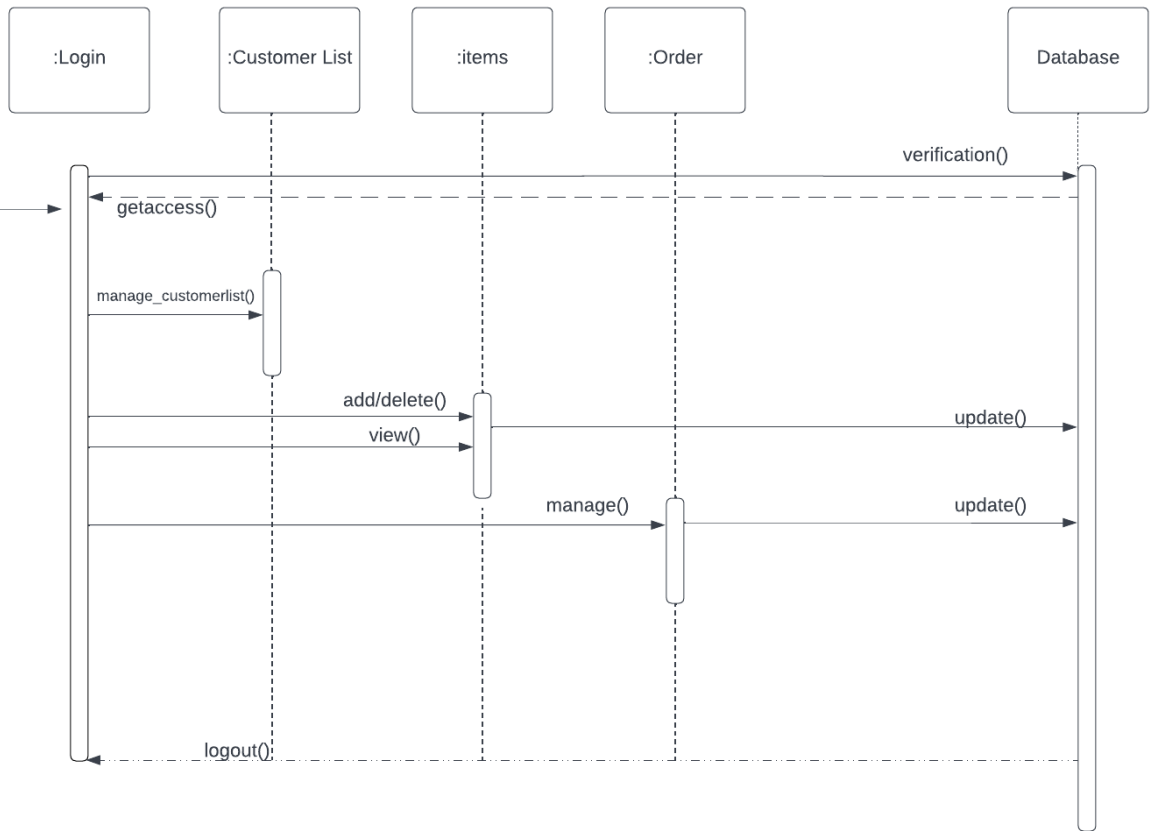 :Login
:Customer List
:items
:Order
Database
verification()
getaccess()
manage_customerlist()
add/delete()
update()
view()
manage()
update()
logout()